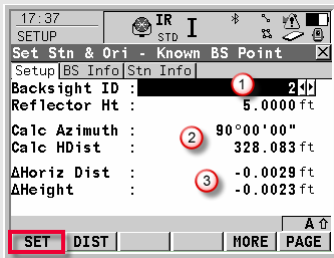 17:37
SETUP
IR
STD
I
Set Stn & Ori - Known BS Point
Setup BS Info Stn Info
Backsight ID : 2
1
Reflector Ht : 5.0000 ft
Calc Azimuth : 90°00'00"
2
Calc HDist : 328.083 ft
ΔHoriz Dist : -0.0029 ft
3
ΔHeight : -0.0023 ft
A
SET DIST MORE PAGE